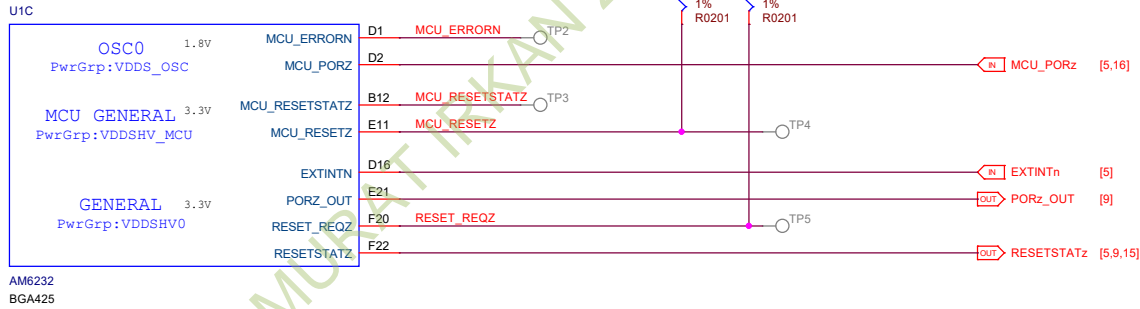 U1C
1%
R0201
1%
R0201
OSC0 1.8V
PwrGrp:VDDS_OSC
MCU GENERAL 3.3V
PwrGrp:VDDSHV_MCU
GENERAL 3.3V
PwrGrp:VDDSHV0
MCU_ERRORN D1 MCU_ERRORN TP2
MCU_PORZ D2 IN MCU_PORz [5,16]
MCU_RESETSTATZ B12 MCU_RESETSTATZ TP3
MCU_RESETZ E11 MCU_RESETZ TP4
EXTINTN D16 IN EXTINTn [5]
PORZ_OUT E21 OUT PORz_OUT [9]
RESET_REQZ F20 RESET_REQZ TP5
RESETSTATZ F22 OUT RESETSTATz [5,9,15]
AM6232
BGA425
MURAT IRKAN